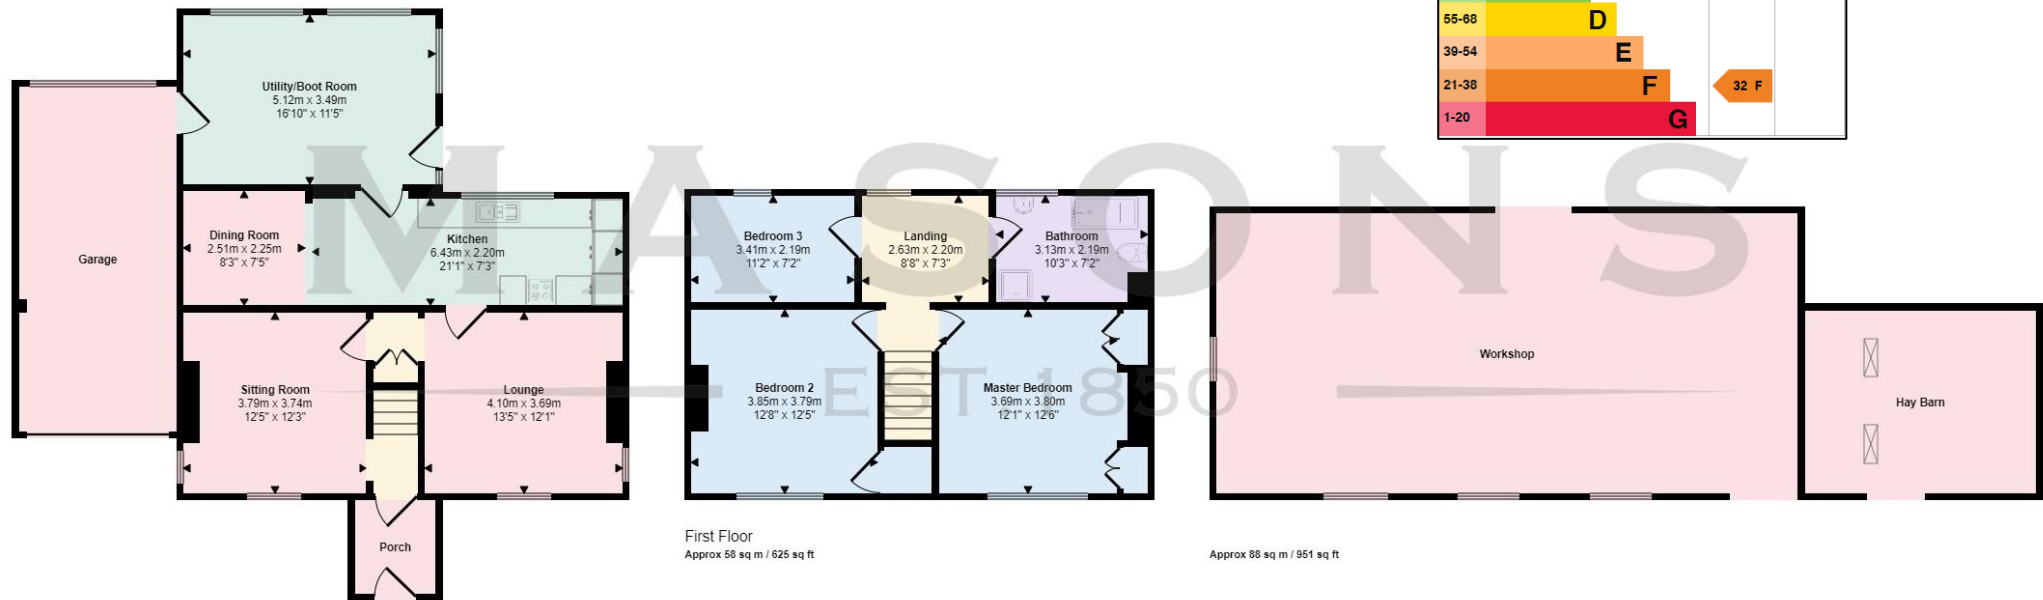 Utility/Boot Room
5.12m x 3.49m
16'10" x 11'5"
Garage
Dining Room
2.51m x 2.25m
8'3" x 7'5"
Kitchen
6.43m x 2.20m
21'1" x 7'3"
Sitting Room
3.79m x 3.74m
12'5" x 12'3"
Lounge
4.10m x 3.69m
13'5" x 12'1"
Porch
Bedroom 3
3.41m x 2.19m
11'2" x 7'2"
Landing
2.63m x 2.20m
8'8" x 7'3"
Bathroom
3.13m x 2.19m
10'3" x 7'2"
Bedroom 2
3.85m x 3.79m
12'8" x 12'5"
Master Bedroom
3.69m x 3.80m
12'1" x 12'6"
First Floor
Approx 58 sq m / 625 sq ft
Workshop
Hay Barn
Approx 88 sq m / 951 sq ft
55-68 D
39-54 E
21-38 F 32 F
1-20 G
MASONS
EST. 1850